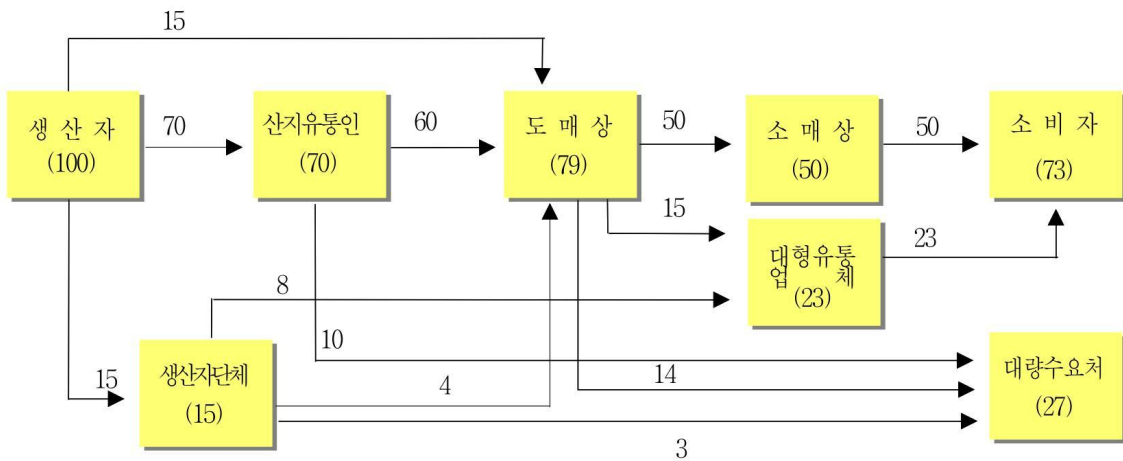 15
생 산 자
(100)
70
산지유통인
(70)
60
도 매 상
(79)
50
소 매 상
(50)
50
소 비 자
(73)
15
대형유통
업 체
(23)
23
8
10
15
생산자단체
(15)
4
14
대량수요처
(27)
3